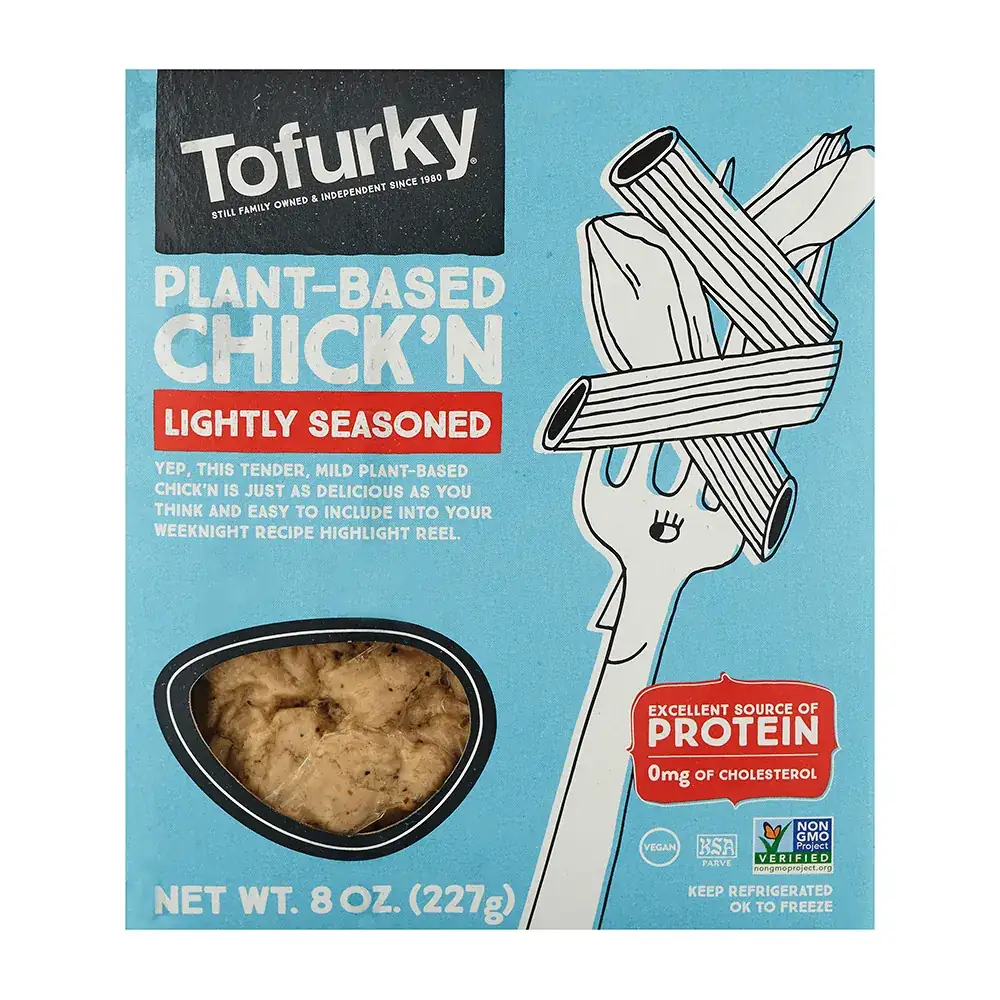 Tofurky®
STILL FAMILY OWNED & INDEPENDENT SINCE 1980
PLANT-BASED
CHICK'N
LIGHTLY SEASONED
YEP, THIS TENDER, MILD PLANT-BASED
CHICK'N IS JUST AS DELICIOUS AS YOU
THINK AND EASY TO INCLUDE INTO YOUR
WEEKNIGHT RECIPE HIGHLIGHT REEL.
EXCELLENT SOURCE OF
PROTEIN
0mg OF CHOLESTEROL
VEGAN
KSA
PARVE
NON
GMO
Project
VERIFIED
nongmoproject.org
NET WT. 8 OZ. (227g)
KEEP REFRIGERATED
OK TO FREEZE